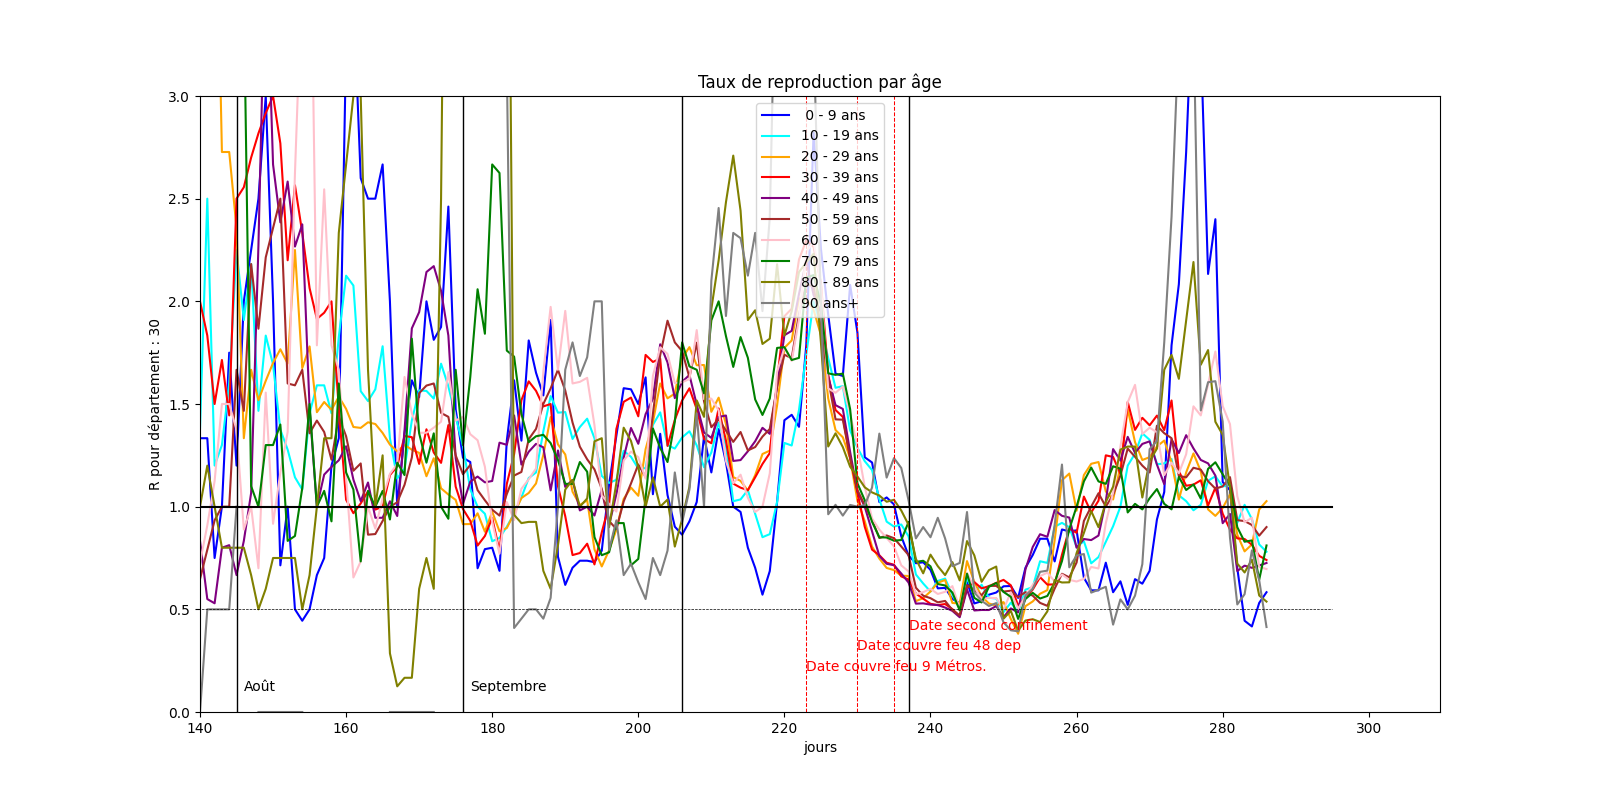 Taux de reproduction par âge
3.0
2.5
2.0
1.5
1.0
0.5
0.0
R pour département : 30
0 - 9 ans
10 - 19 ans
20 - 29 ans
30 - 39 ans
40 - 49 ans
50 - 59 ans
60 - 69 ans
70 - 79 ans
80 - 89 ans
90 ans+
Date second confinement
Date couvre feu 48 dep
Date couvre feu 9 Métros.
Août
Septembre
140 160 180 200 220 240 260 280 300
jours